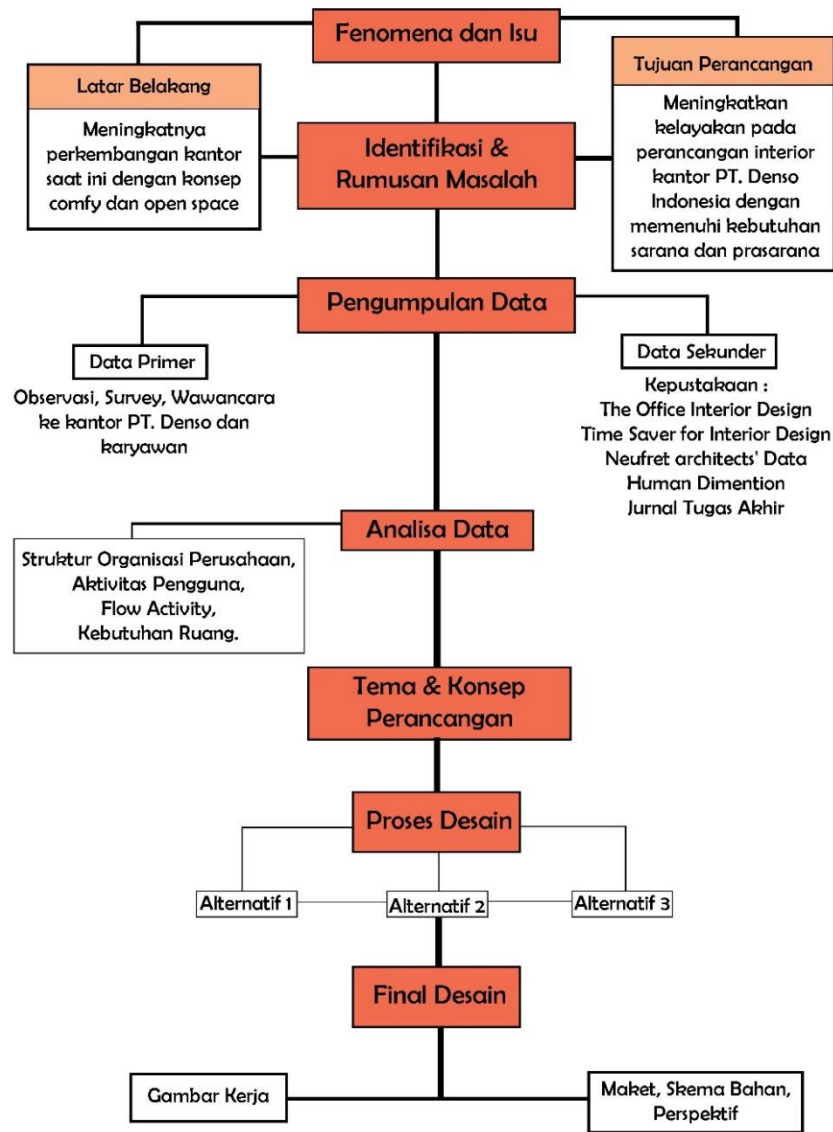 Fenomena dan Isu
Latar Belakang
Meningkatnya
perkembangan kantor
saat ini dengan konsep
comfy dan open space
Tujuan Perancangan
Meningkatkan
kelayakan pada
perancangan interior
kantor PT. Denso
Indonesia dengan
memenuhi kebutuhan
sarana dan prasarana
Identifikasi &
Rumusan Masalah
Pengumpulan Data
Data Primer
Observasi, Survey, Wawancara
ke kantor PT. Denso dan
karyawan
Data Sekunder
Kepustakaan :
The Office Interior Design
Time Saver for Interior Design
Neufret architects' Data
Human Dimention
Jurnal Tugas Akhir
Analisa Data
Struktur Organisasi Perusahaan,
Aktivitas Pengguna,
Flow Activity,
Kebutuhan Ruang.
Tema & Konsep
Perancangan
Proses Desain
Alternatif 1
Alternatif 2
Alternatif 3
Final Desain
Gambar Kerja
Maket, Skema Bahan,
Perspektif